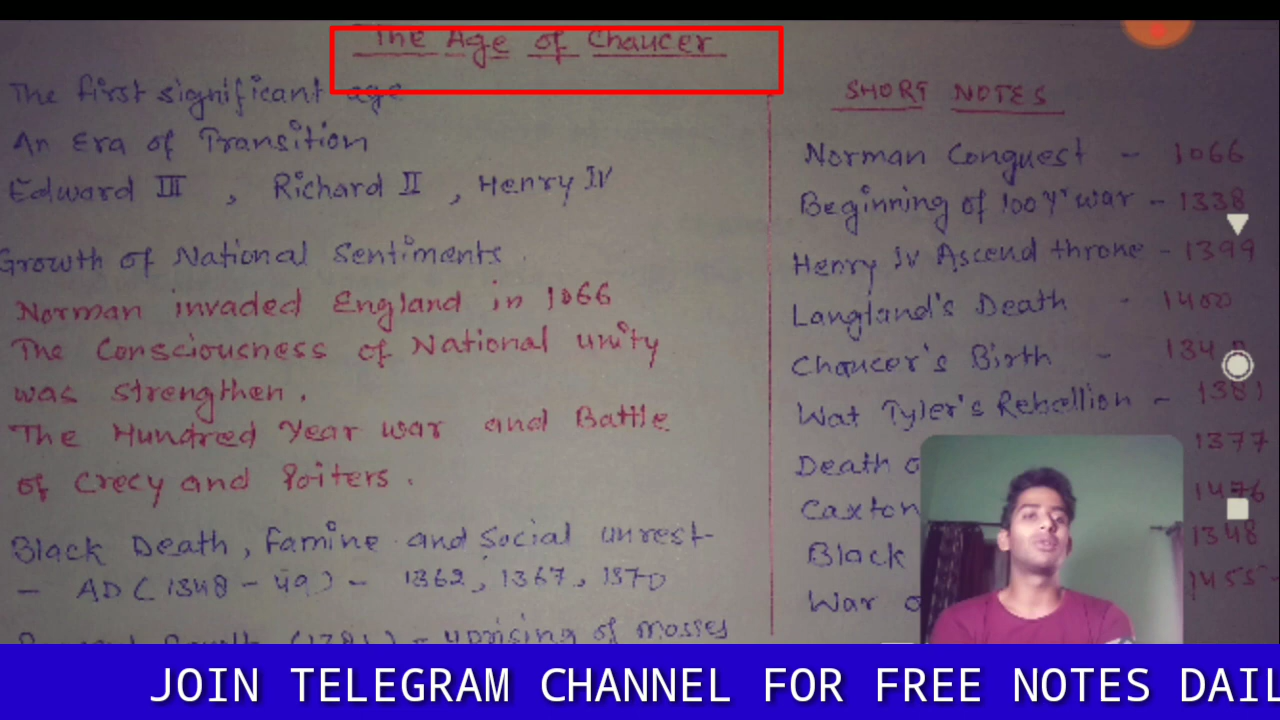 The Age of Chaucer
The first significant age
An Era of Transition
Edward III , Richard II , Henry IV
Growth of National Sentiments.
Norman invaded England in 1066
The Consciousness of National unity
was strengthen.
The Hundred Year war and Battle
of Crecy and Poiters.
Black Death, famine and Social unrest-
- AD (1348 - 49) - 1362, 1367, 1370
(1381) - uprising of masses
SHORT NOTES
Norman Conquest - 1066
Beginning of 100 Yr war - 1338
Henry IV Ascend throne - 1399
Langland's Death - 1400
Chaucer's Birth - 134
Wat Tyler's Rebellion - 1381
Death 1377
Caxton 1476
Black 1348
War 1455
JOIN TELEGRAM CHANNEL FOR FREE NOTES DAIL